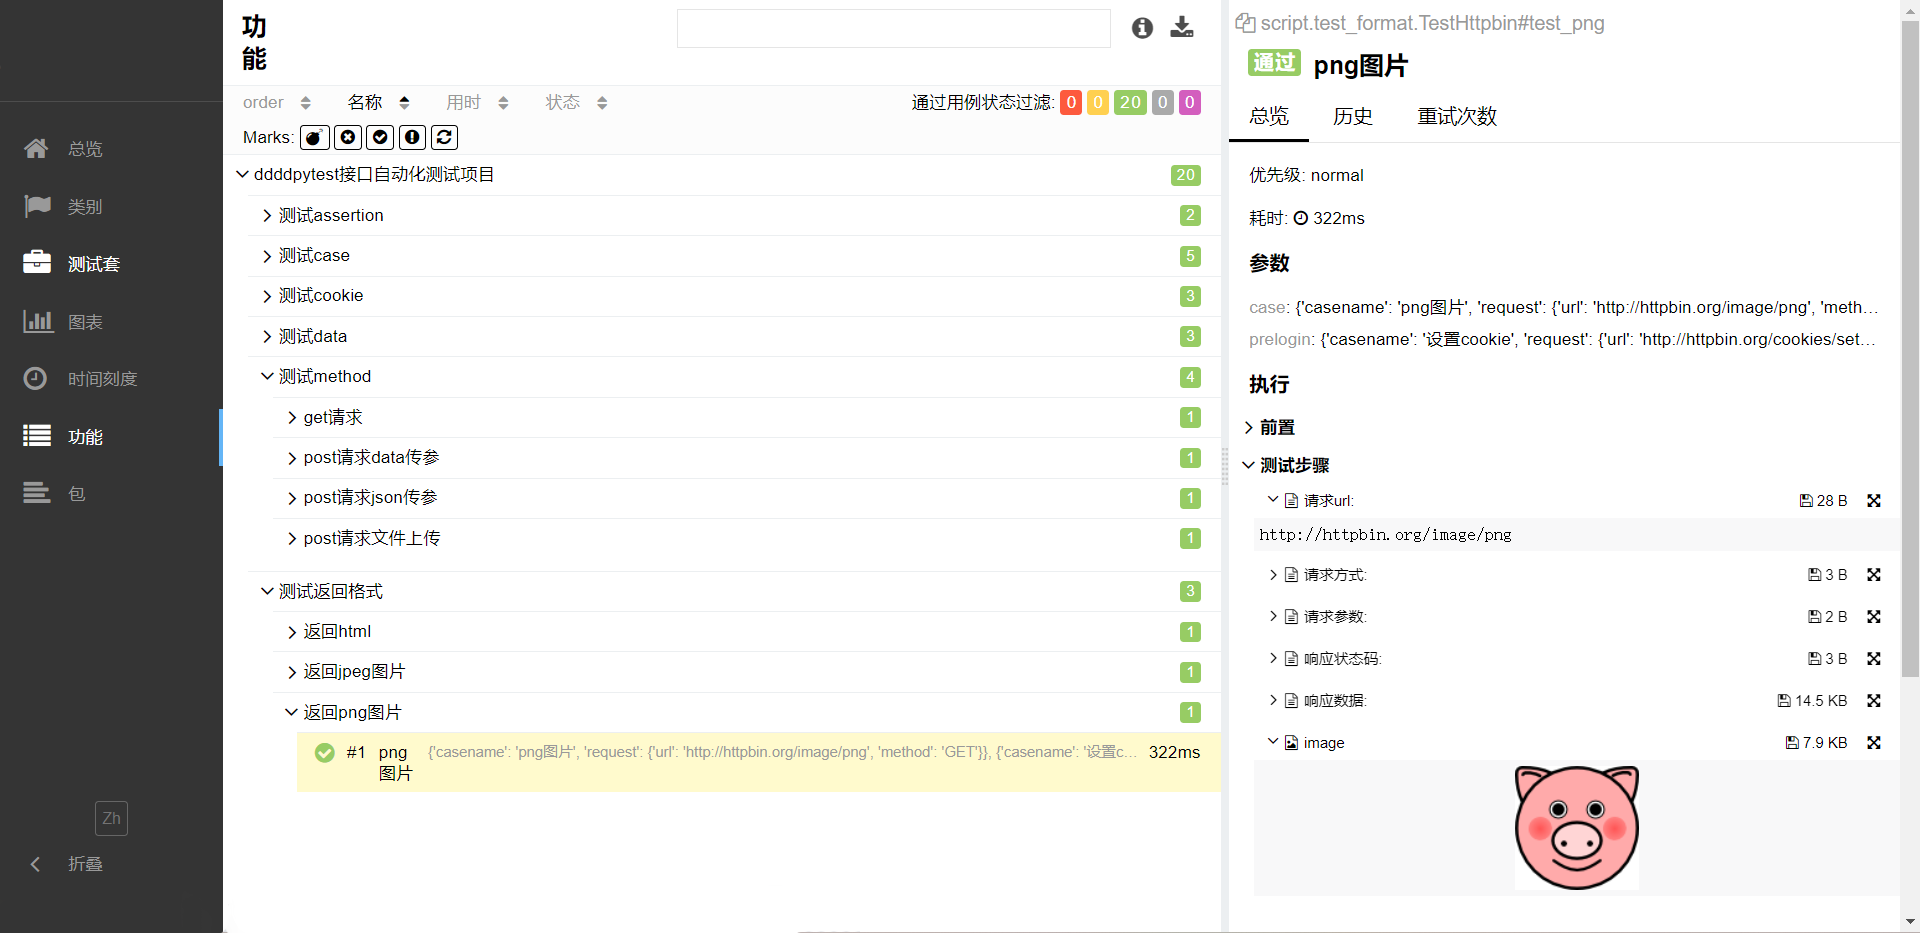 总览
类别
测试套
图表
时间刻度
功能
包
Zh
折叠
功
能
order 名称 用时 状态 通过用例状态过滤: 0 0 20 0 0
Marks:
ddddpytest接口自动化测试项目 20
测试assertion 2
测试case 5
测试cookie 3
测试data 3
测试method 4
get请求 1
post请求data传参 1
post请求json传参 1
post请求文件上传 1
测试返回格式 3
返回html 1
返回jpeg图片 1
返回png图片 1
#1 png {'casename': 'png图片', 'request': {'url': 'http://httpbin.org/image/png', 'method': 'GET'}}, {'casename': '设置c... 322ms
图片
script.test_format.TestHttpbin#test_png
通过 png图片
总览 历史 重试次数
优先级: normal
耗时: 322ms
参数
case: {'casename': 'png图片', 'request': {'url': 'http://httpbin.org/image/png', 'meth...
prelogin: {'casename': '设置cookie', 'request': {'url': 'http://httpbin.org/cookies/set...
执行
前置
测试步骤
请求url: 28 B
http://httpbin.org/image/png
请求方式: 3 B
请求参数: 2 B
响应状态码: 3 B
响应数据: 14.5 KB
image 7.9 KB